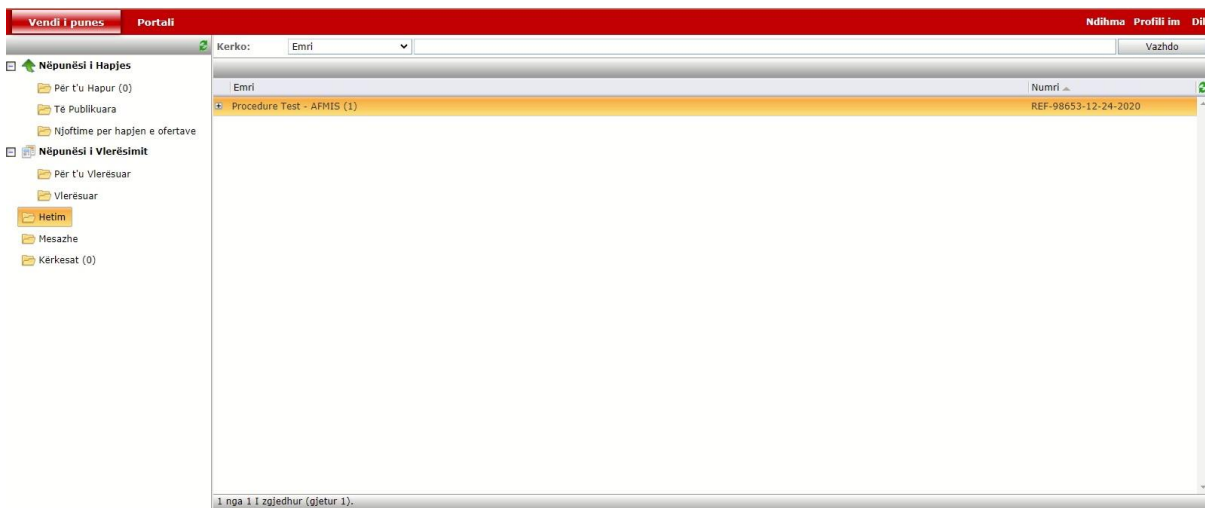 Vendi i punes Portali Ndihma Profili im Dil
Kerko: Emri Vazhdo
Nëpunësi i Hapjes
Për t'u Hapur (0)
Të Publikuara
Njoftime per hapjen e ofertave
Nëpunësi i Vlerësimit
Për t'u Vlerësuar
Vlerësuar
Hetim
Mesazhe
Kërkesat (0)
Emri Numri
Procedure Test - AFMIS (1) REF-98653-12-24-2020
1 nga 1 I zgjedhur (gjetur 1).